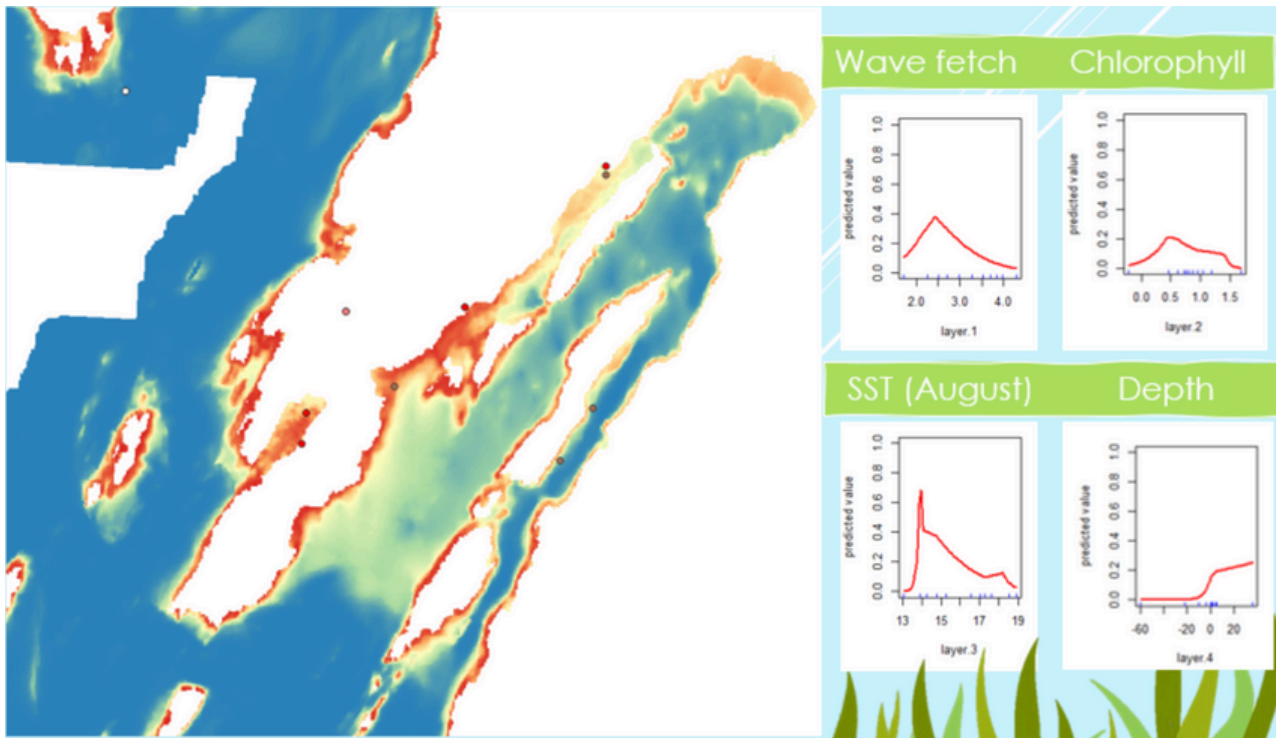 Wave fetch
Chlorophyll
predicted value
0.0 0.2 0.4 0.6 0.8 1.0
2.0 3.0 4.0
layer.1
predicted value
0.0 0.2 0.4 0.6 0.8 1.0
0.0 0.5 1.0 1.5
layer.2
SST (August)
Depth
predicted value
0.0 0.2 0.4 0.6 0.8 1.0
13 15 17 19
layer.3
predicted value
0.0 0.2 0.4 0.6 0.8 1.0
-60 -20 0 20
layer.4